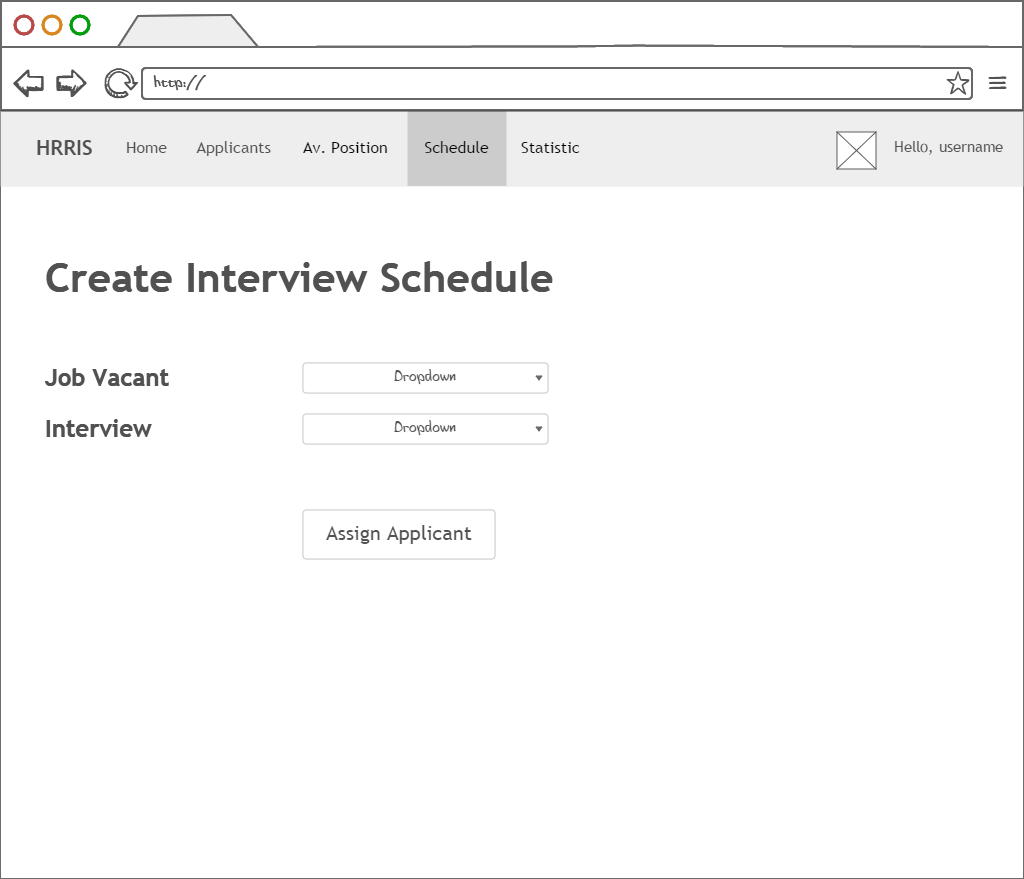 http://
HRRIS Home Applicants Av. Position Schedule Statistic Hello, username
Create Interview Schedule
Job Vacant Dropdown
Interview Dropdown
Assign Applicant